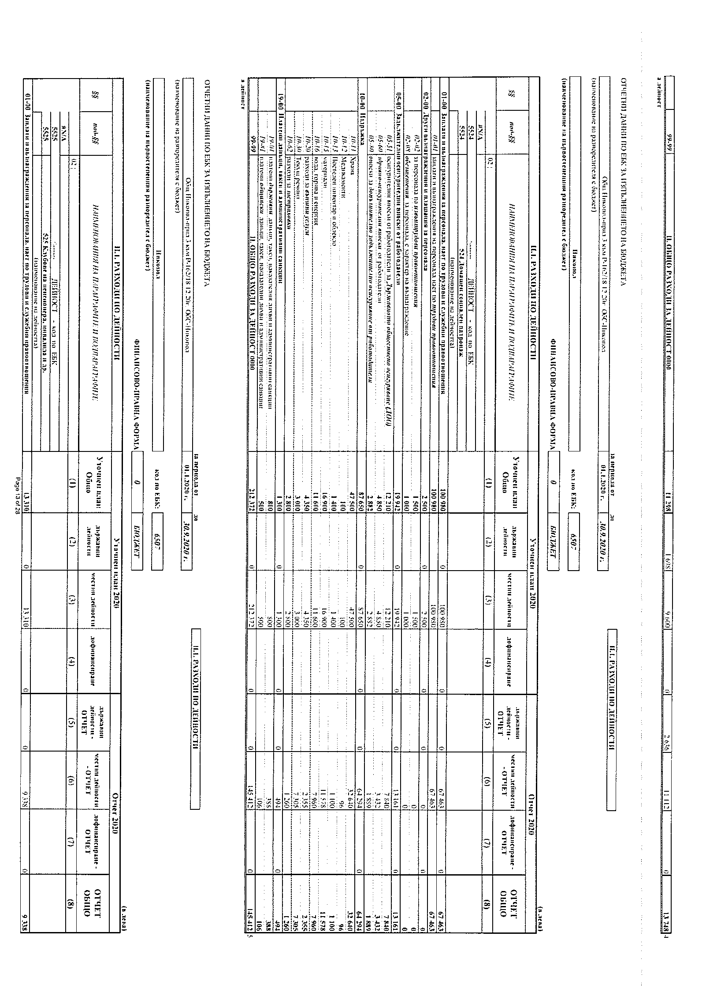 99-99 II. ОБЩО РАЗХОДИ ЗА ДЕЙНОСТ 0000 11 298 1 698 9 600 0 2 636 11 112 0 13 748 4
а дейност
ОТЧЕТНИ ДАННИ ПО ЕБК ЗА ИЗПЪЛНЕНИЕТО НА БЮДЖЕТА
за периода от до
II.1. РАЗХОДИ ПО ДЕЙНОСТИ
Общ Никопол-прил 3 към Р-162/18 12 20г ОбС-Никопол 01.1.2020 г. 30.9.2020 г.
(наименование на разпоредителя с бюджет)
Никопол код по ЕБК: 6507
(наименование на първостепенния разпоредител с бюджет)
ФИНАНСОВО-ПРАВНА ФОРМА 0 БЮДЖЕТ
(в лева)
II.1. РАЗХОДИ ПО ДЕЙНОСТИ Уточнен план 2020 Отчет 2020
§§ под-§§ НАИМЕНОВАНИЯ НА ПАРАГРАФИТЕ И ПОДПАРАГРАФИТЕ Уточнен план Общо държавни дейности местни дейности дофинансиране държавни дейности - ОТЧЕТ местни дейности - ОТЧЕТ дофинансиране - ОТЧЕТ ОТЧЕТ ОБЩО
(1) (2) (3) (4) (5) (6) (7) (8)
#N/A
5524 ДЕЙНОСТ - код по ЕБК
5524 524 Домашен социален патронаж
(наименование на дейността)
01-00 Заплати и възнаграждения за персонала, нает по трудови и служебни правоотношения 100 980 0 100 980 0 0 67 463 0 67 463
01-01 заплати и възнаграждения на персонала нает по трудови правоотношения 100 980 100 980 67 463 67 463
02-00 Други възнаграждения и плащания за персонала 2 500 0 2 500 0 0 0 0 0
02-02 за персонала по извънтрудови правоотношения 1 500 1 500 0 0
02-08 обезщетения за персонала, с характер на възнаграждение 1 000 1 000 0 0
05-00 Задължителни осигурителни вноски от работодатели 19 942 0 19 942 0 0 13 161 0 13 161
05-51 осигурителни вноски от работодатели за Държавното обществено осигуряване (ДОО) 12 210 12 210 7 840 7 840
05-60 здравно-осигурителни вноски от работодатели 4 850 4 850 3 432 3 432
05-80 вноски за допълнително задължително осигуряване от работодатели 2 882 2 882 1 889 1 889
10-00 Издръжка 87 650 0 87 650 0 0 64 294 0 64 294
10-11 Храна 47 500 47 500 32 640 32 640
10-12 Медикаменти 100 100 96 96
10-13 Постелен инвентар и облекло 1 400 1 400 1 100 1 100
10-15 материали 16 900 16 900 11 578 11 578
10-16 вода, горива и енергия 11 600 11 600 7 960 7 960
10-20 разходи за външни услуги 4 350 4 350 2 355 2 355
10-30 Текущ ремонт 3 000 3 000 7 305 7 305
10-62 разходи за застраховки 2 800 2 800 1 260 1 260
19-00 Платени данъци, такси и административни санкции 1 300 0 1 300 0 0 494 0 494
19-01 платени държавни данъци, такси, наказателни лихви и административни санкции 800 800 388 388
19-81 платени общински данъци, такси, наказателни лихви и административни санкции 500 500 106 106
99-99 II. ОБЩО РАЗХОДИ ЗА ДЕЙНОСТ 0000 212 372 0 212 372 0 0 145 412 0 145 412 5
а дейност
ОТЧЕТНИ ДАННИ ПО ЕБК ЗА ИЗПЪЛНЕНИЕТО НА БЮДЖЕТА
за периода от до
II.1. РАЗХОДИ ПО ДЕЙНОСТИ
Общ Никопол-прил 3 към Р-162/18 12 20г ОбС-Никопол 01.1.2020 г. 30.9.2020 г.
(наименование на разпоредителя с бюджет)
Никопол код по ЕБК: 6507
(наименование на първостепенния разпоредител с бюджет)
ФИНАНСОВО-ПРАВНА ФОРМА 0 БЮДЖЕТ
(в лева)
II.1. РАЗХОДИ ПО ДЕЙНОСТИ Уточнен план 2020 Отчет 2020
§§ под-§§ НАИМЕНОВАНИЯ НА ПАРАГРАФИТЕ И ПОДПАРАГРАФИТЕ Уточнен план Общо държавни дейности местни дейности дофинансиране държавни дейности - ОТЧЕТ местни дейности - ОТЧЕТ дофинансиране - ОТЧЕТ ОТЧЕТ ОБЩО
(1) (2) (3) (4) (5) (6) (7) (8)
#N/A
5525 ДЕЙНОСТ - код по ЕБК
5525 525 Клубове на пенсионера, инвалида и др.
(наименование на дейността)
01-00 Заплати и възнаграждения за персонала, нает по трудови и служебни правоотношения 13 310 0 13 310 0 0 9 338 0 9 338
Page 13 of 28